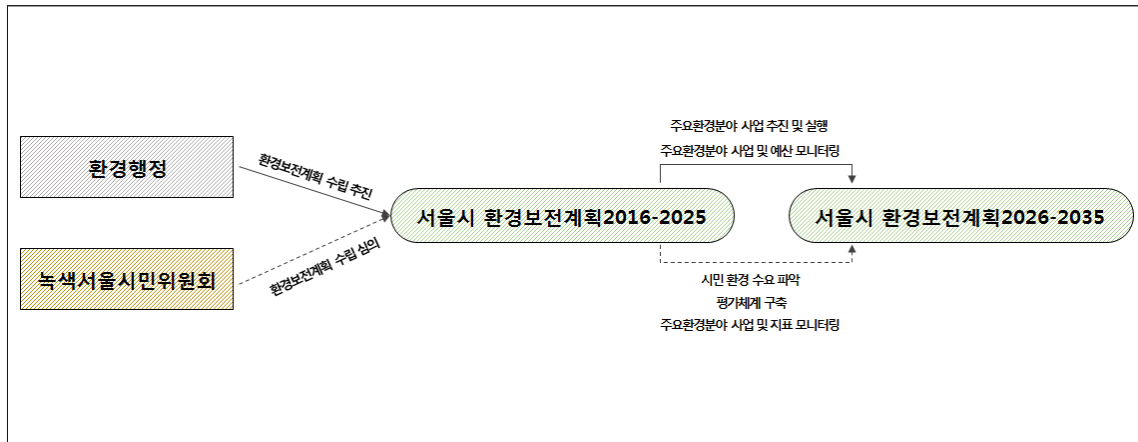 주요환경분야 사업 추진 및 실행
주요환경분야 사업 및 예산 모니터링
환경행정
환경보전계획 수립 추진
서울시 환경보전계획2016-2025
서울시 환경보전계획2026-2035
녹색서울시민위원회
환경보전계획 수립 심의
시민 환경 수요 파악
평가체계 구축
주요환경분야 사업 및 지표 모니터링